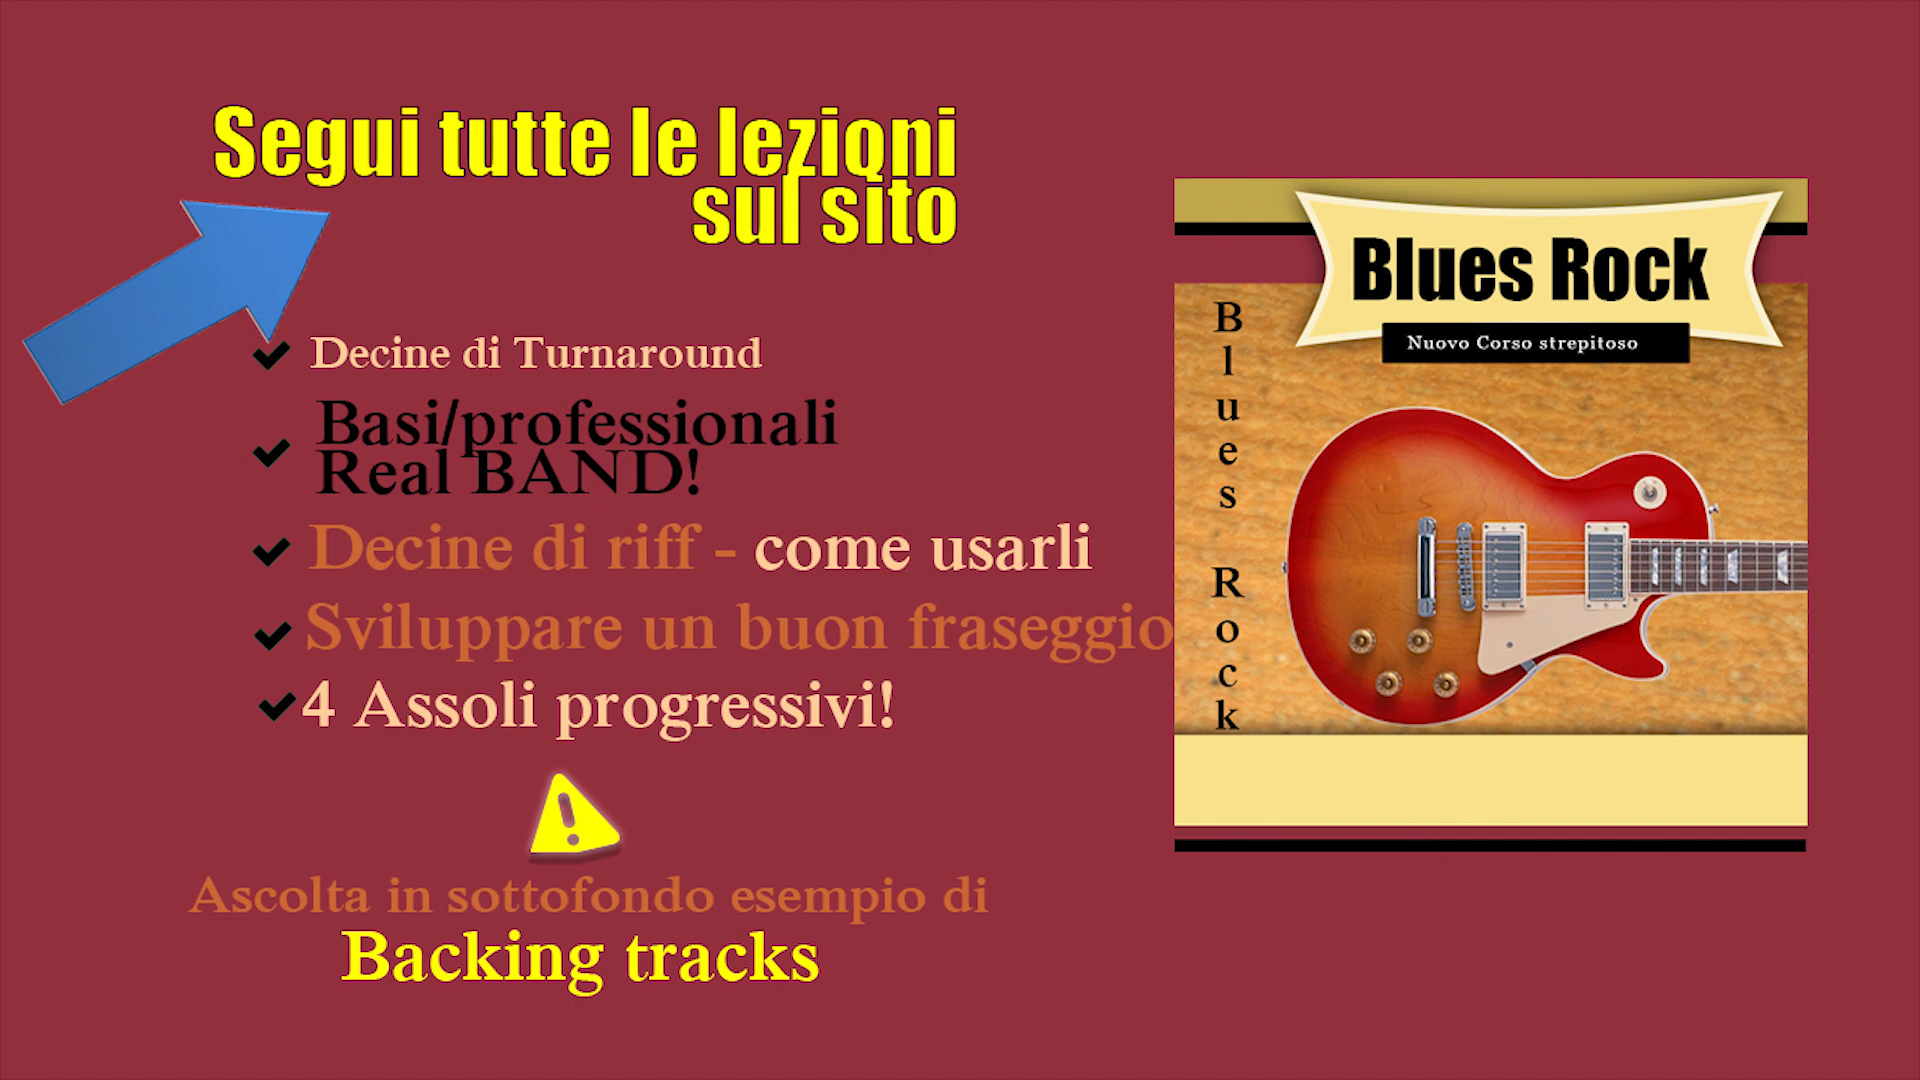 Segui tutte le lezioni
sul sito
Decine di Turnaround
Basi/professionali
Real BAND!
Decine di riff - come usarli
Sviluppare un buon fraseggio
4 Assoli progressivi!
Ascolta in sottofondo esempio di
Backing tracks
Blues Rock
Nuovo Corso strepitoso
Blues Rock